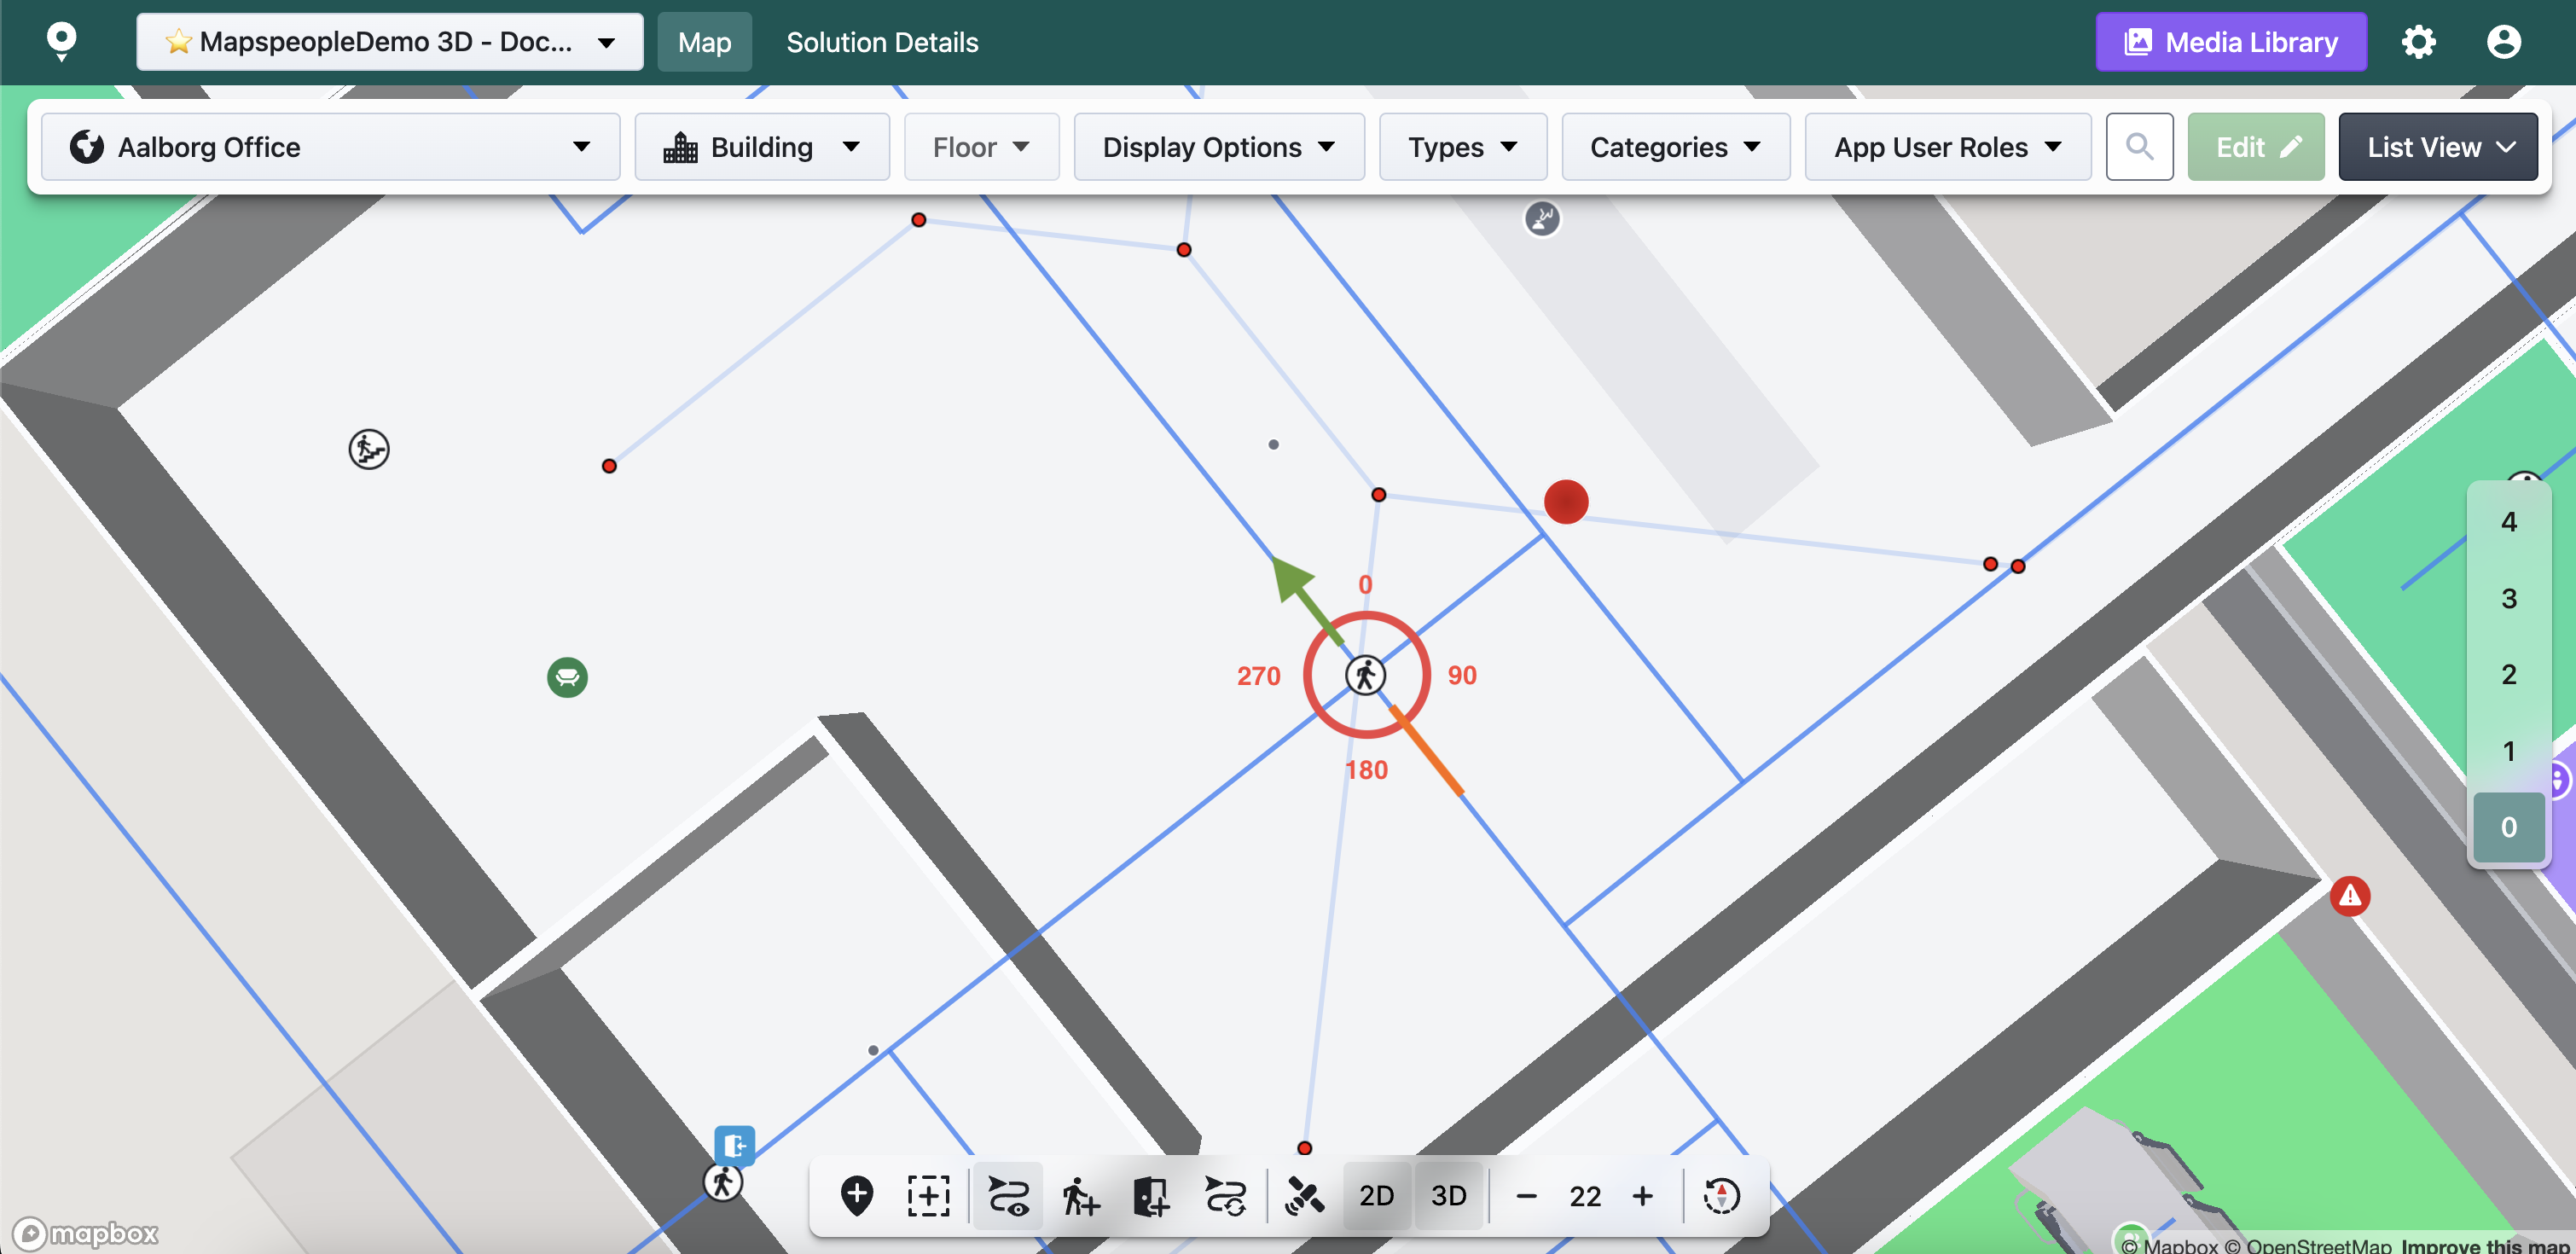 ⭐ MapspeopleDemo 3D - Doc...
Map
Solution Details
Media Library
Aalborg Office
Building
Floor
Display Options
Types
Categories
App User Roles
Edit
List View
0
270
90
180
4
3
2
1
0
2D
3D
22
mapbox
© Mapbox © OpenStreetMap Improve this map